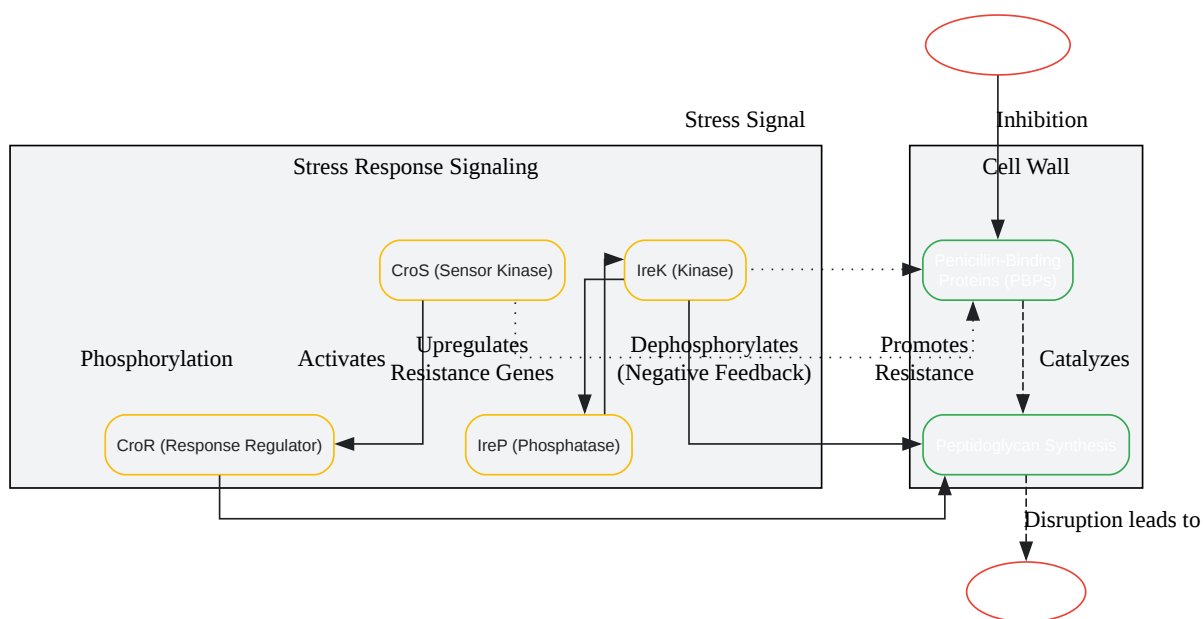 Stress Signal
Inhibition
Stress Response Signaling
Cell Wall
CroS (Sensor Kinase)
IreK (Kinase)
Penicillin-Binding
Proteins (PBPs)
Phosphorylation
Activates
Upregulates
Resistance Genes
Dephosphorylates
(Negative Feedback)
Promotes
Resistance
Catalyzes
CroR (Response Regulator)
IreP (Phosphatase)
Peptidoglycan Synthesis
Disruption leads to